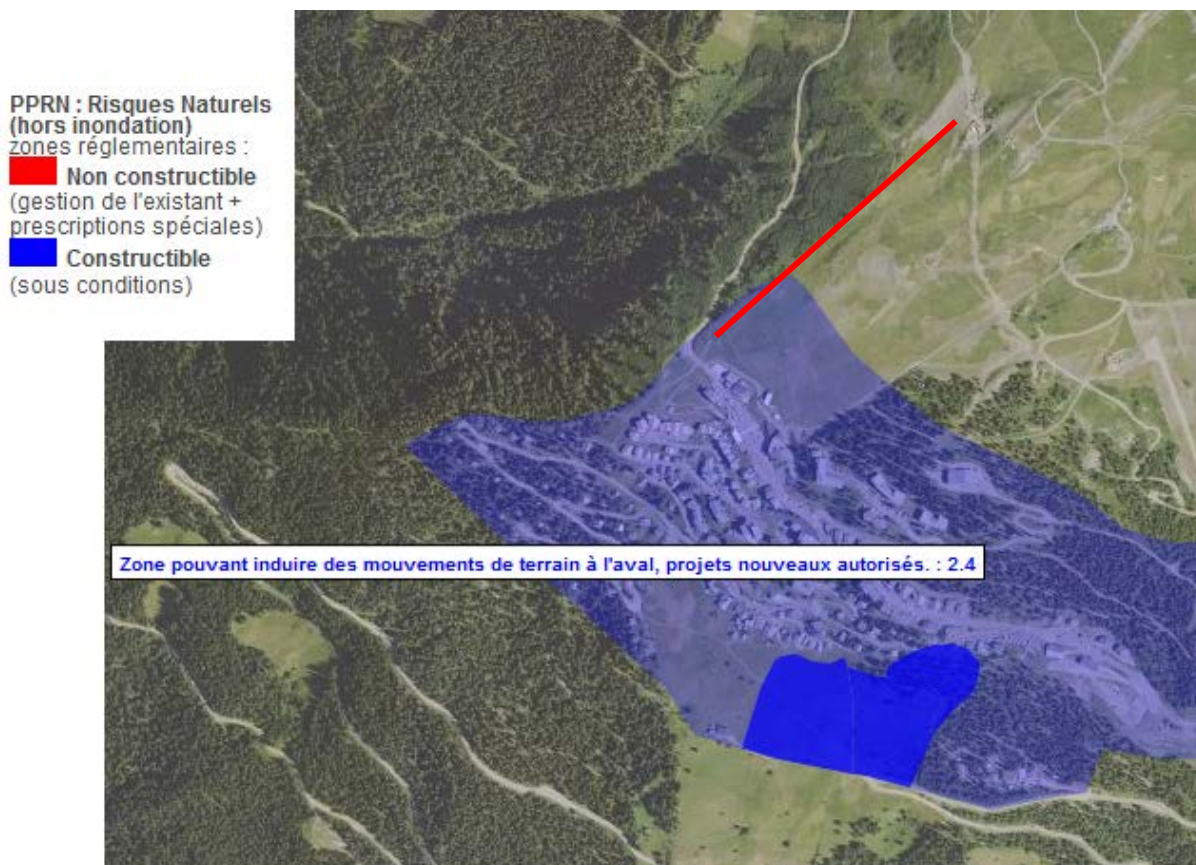 PPRN : Risques Naturels
(hors inondation)
zones réglementaires :
Non constructible
(gestion de l'existant +
prescriptions spéciales)
Constructible
(sous conditions)
Zone pouvant induire des mouvements de terrain à l'aval, projets nouveaux autorisés. : 2.4